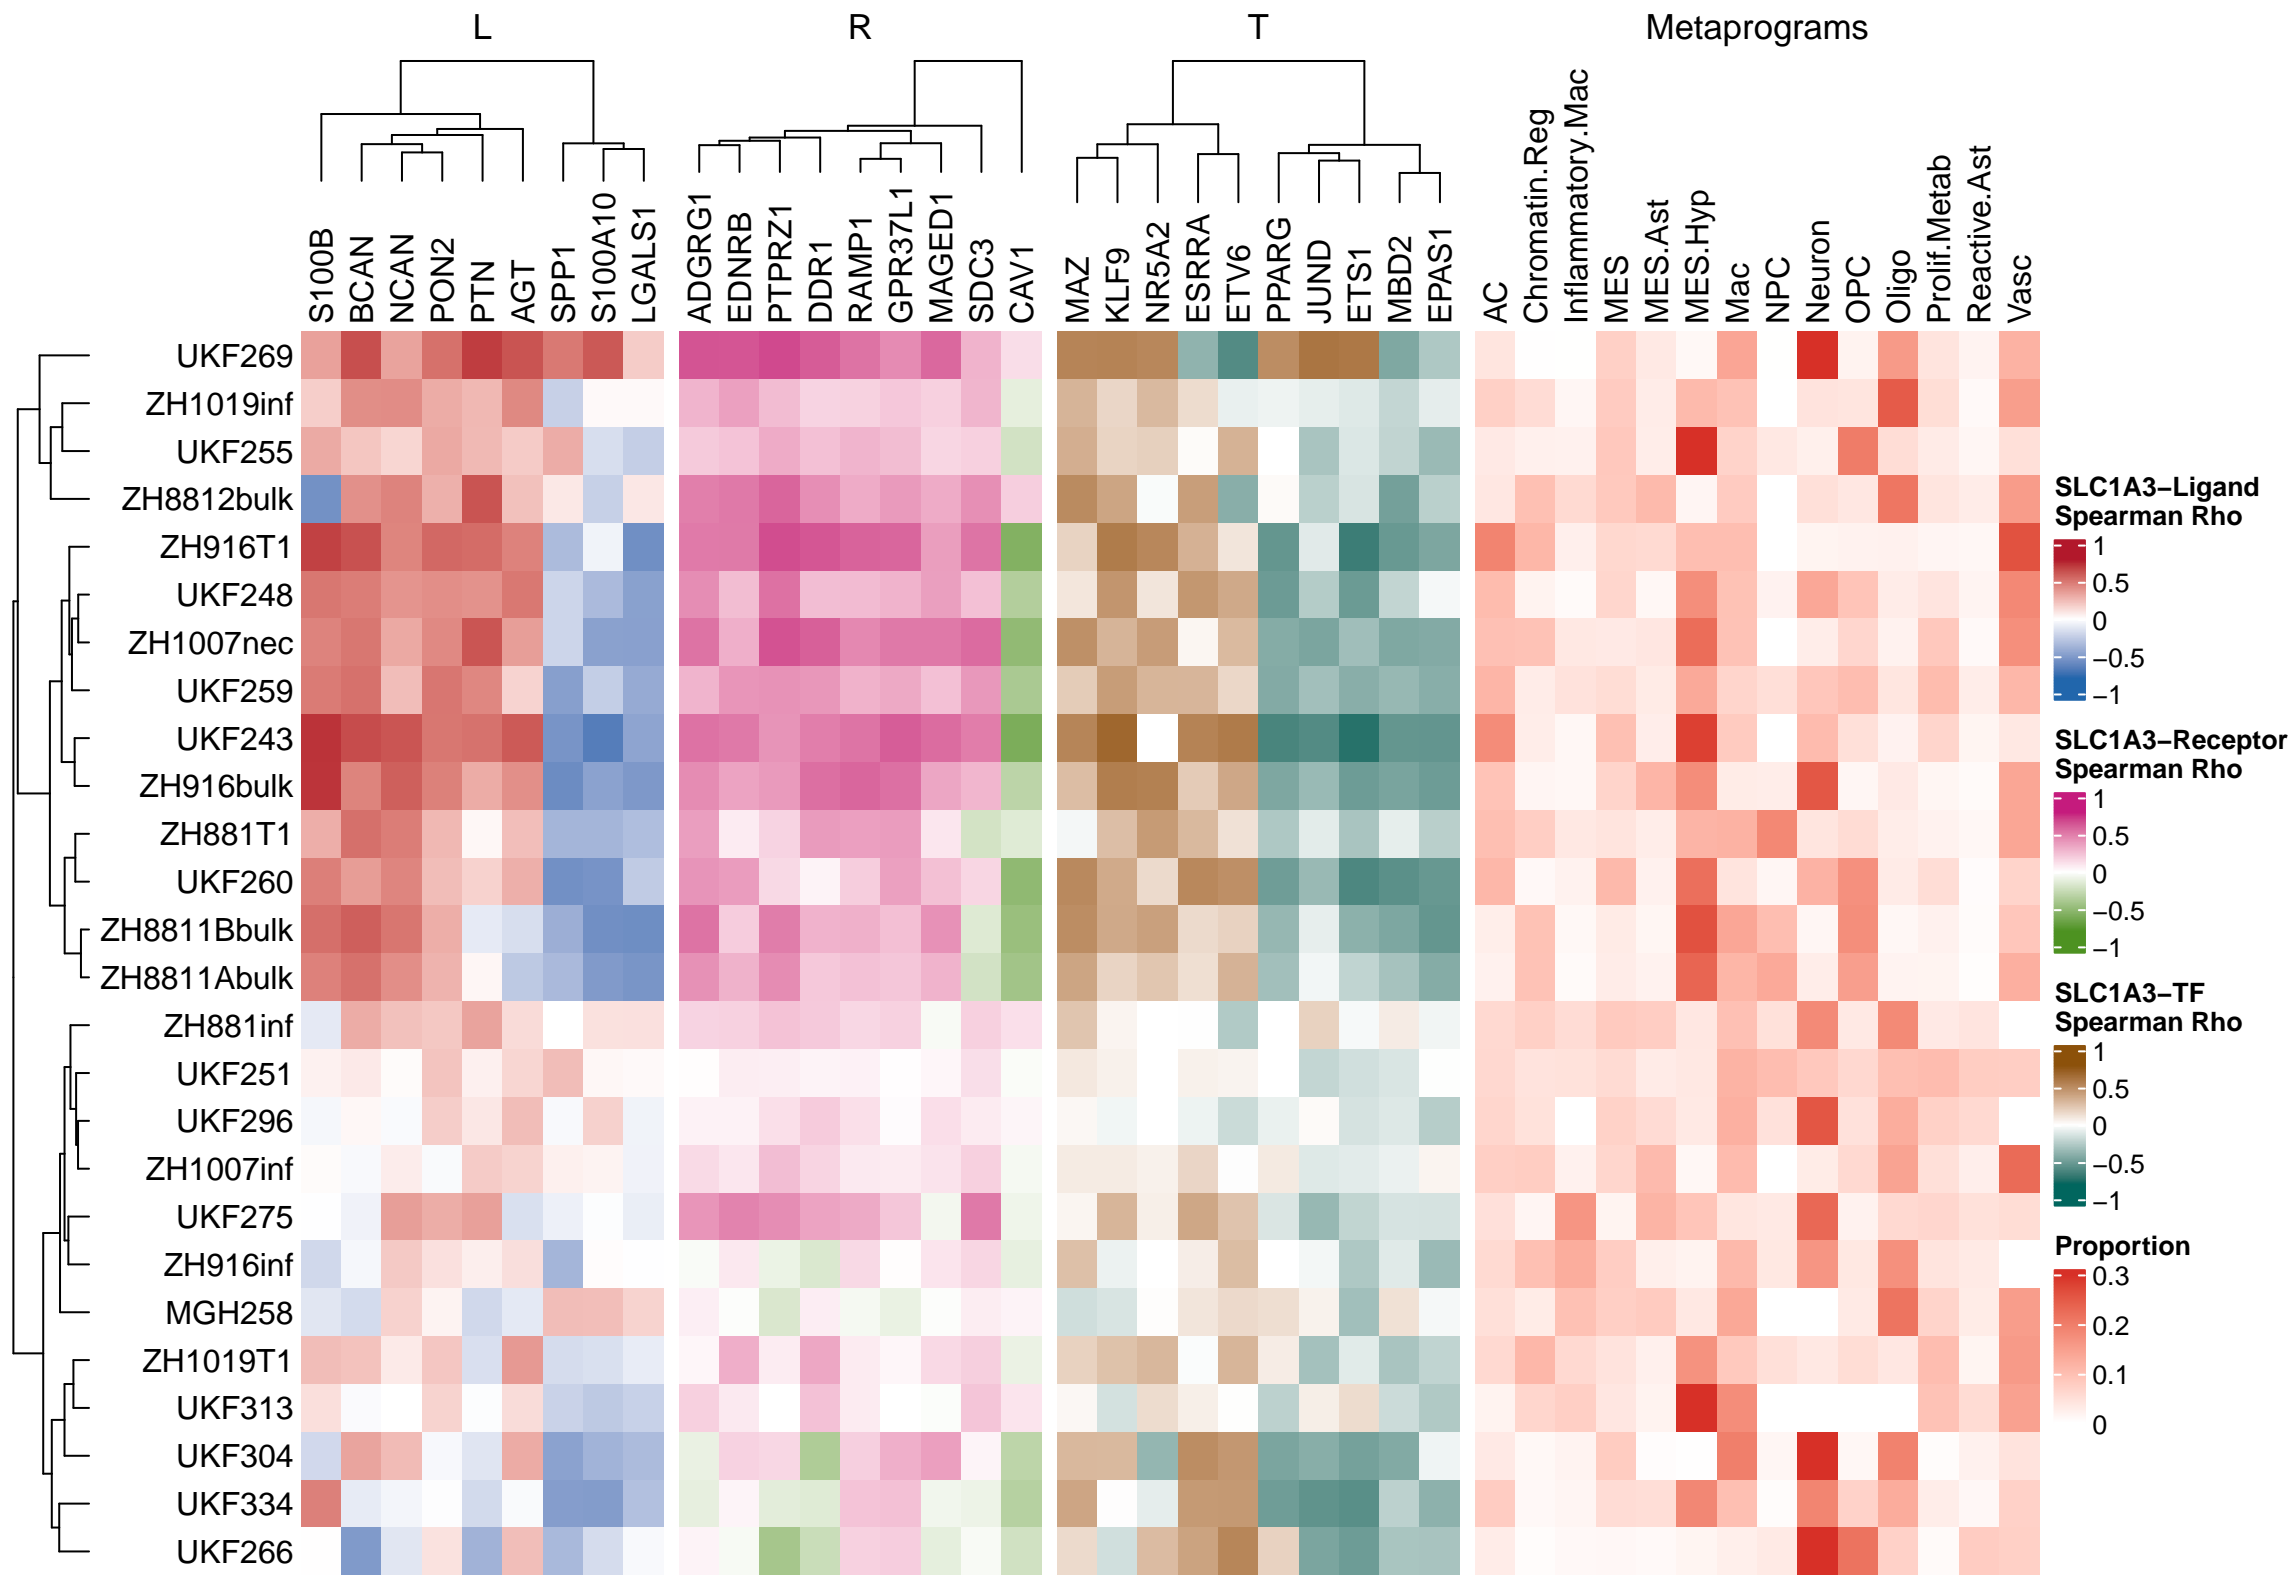 L
R
T
Metaprograms
S100B
BCAN
NCAN
PON2
PTN
AGT
SPP1
S100A10
LGALS1
ADGRG1
EDNRB
PTPRZ1
DDR1
RAMP1
GPR37L1
MAGED1
SDC3
CAV1
MAZ
KLF9
NR5A2
ESRRA
ETV6
PPARG
JUND
ETS1
MBD2
EPAS1
AC
Chromatin.Reg
Inflammatory.Mac
MES
MES.Ast
MES.Hyp
Mac
NPC
Neuron
OPC
Oligo
Prolif.Metab
Reactive.Ast
Vasc
UKF269
ZH1019inf
UKF255
ZH8812bulk
ZH916T1
UKF248
ZH1007nec
UKF259
UKF243
ZH916bulk
ZH881T1
UKF260
ZH8811Bbulk
ZH8811Abulk
ZH881inf
UKF251
UKF296
ZH1007inf
UKF275
ZH916inf
MGH258
ZH1019T1
UKF313
UKF304
UKF334
UKF266
SLC1A3−Ligand
Spearman Rho
1
0.5
0
−0.5
−1
SLC1A3−Receptor
Spearman Rho
1
0.5
0
−0.5
−1
SLC1A3−TF
Spearman Rho
1
0.5
0
−0.5
−1
Proportion
0.3
0.2
0.1
0